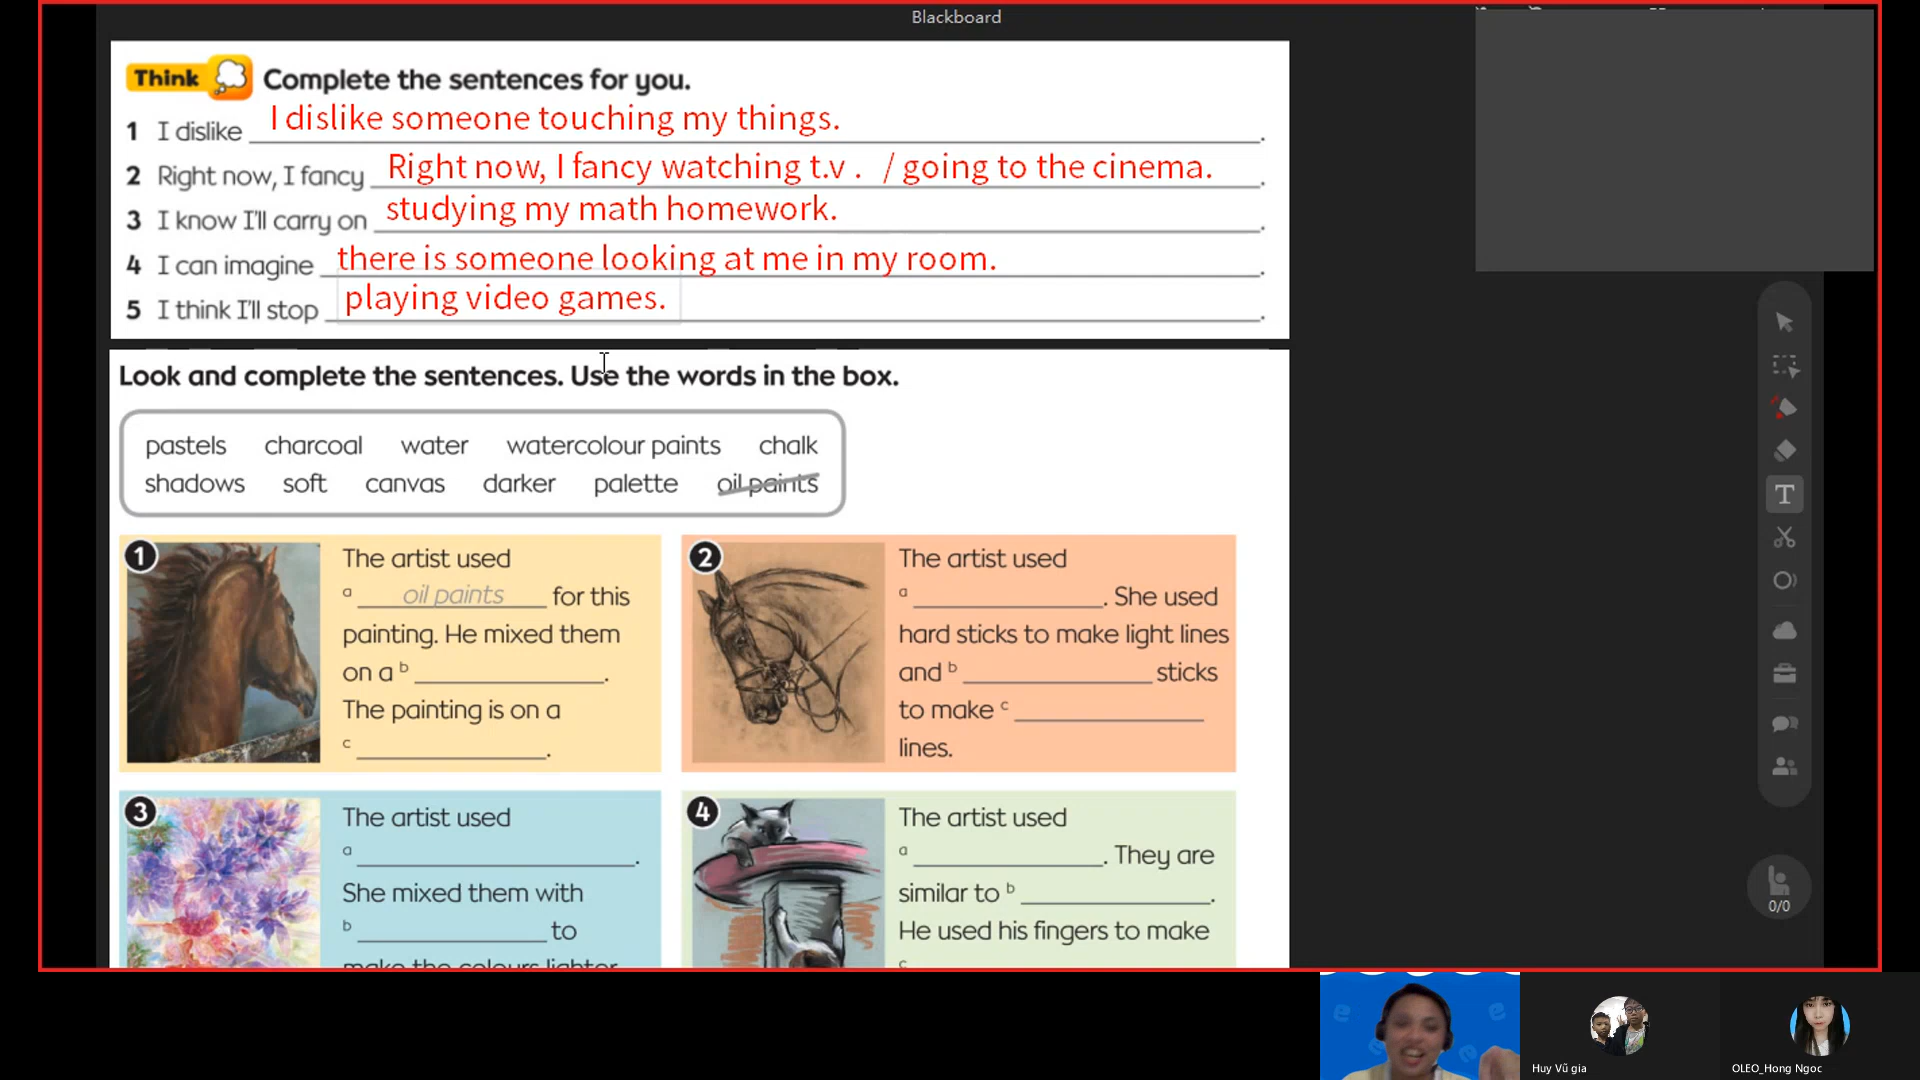 Blackboard
Think Complete the sentences for you.
I dislike someone touching my things.
1 I dislike .
Right now, I fancy watching t.v . / going to the cinema.
2 Right now, I fancy .
studying my math homework.
3 I know I'll carry on .
there is someone looking at me in my room.
4 I can imagine .
playing video games.
5 I think I'll stop .
Look and complete the sentences. Use the words in the box.
pastels charcoal water watercolour paints chalk
shadows soft canvas darker palette oil paints
1
The artist used
a oil paints for this
painting. He mixed them
on a b .
The painting is on a
c .
2
The artist used
a . She used
hard sticks to make light lines
and b sticks
to make c
lines.
3
The artist used
a .
She mixed them with
b to
make the colours lighter
4
The artist used
a . They are
similar to b .
He used his fingers to make
c
T
0/0
Huy Vũ gia
OLEO_Hong Ngoc